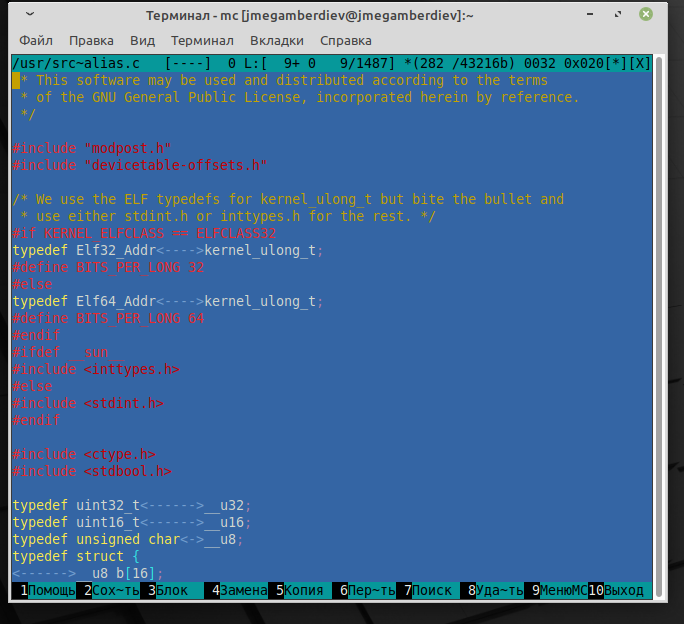 Терминал - mc [jmegamberdiev@jmegamberdiev]:~
Файл Правка Вид Терминал Вкладки Справка
/usr/src~alias.c [----] 0 L:[ 9+ 0 9/1487] *(282 /43216b) 0032 0x020[*][X]
* This software may be used and distributed according to the terms
* of the GNU General Public License, incorporated herein by reference.
*/
#include "modpost.h"
#include "devicetable-offsets.h"
/* We use the ELF typedefs for kernel_ulong_t but bite the bullet and
* use either stdint.h or inttypes.h for the rest. */
#if KERNEL_ELFCLASS == ELFCLASS32
typedef Elf32_Addr<---->kernel_ulong_t;
#define BITS_PER_LONG 32
#else
typedef Elf64_Addr<---->kernel_ulong_t;
#define BITS_PER_LONG 64
#endif
#ifdef __sun__
#include <inttypes.h>
#else
#include <stdint.h>
#endif
#include <ctype.h>
#include <stdbool.h>
typedef uint32_t<------>__u32;
typedef uint16_t<------>__u16;
typedef unsigned char<->__u8;
typedef struct {
<------>__u8 b[16];
1Помощь 2Сох~ть 3Блок 4Замена 5Копия 6Пер~ть 7Поиск 8Уда~ть 9МенюMC 10Выход